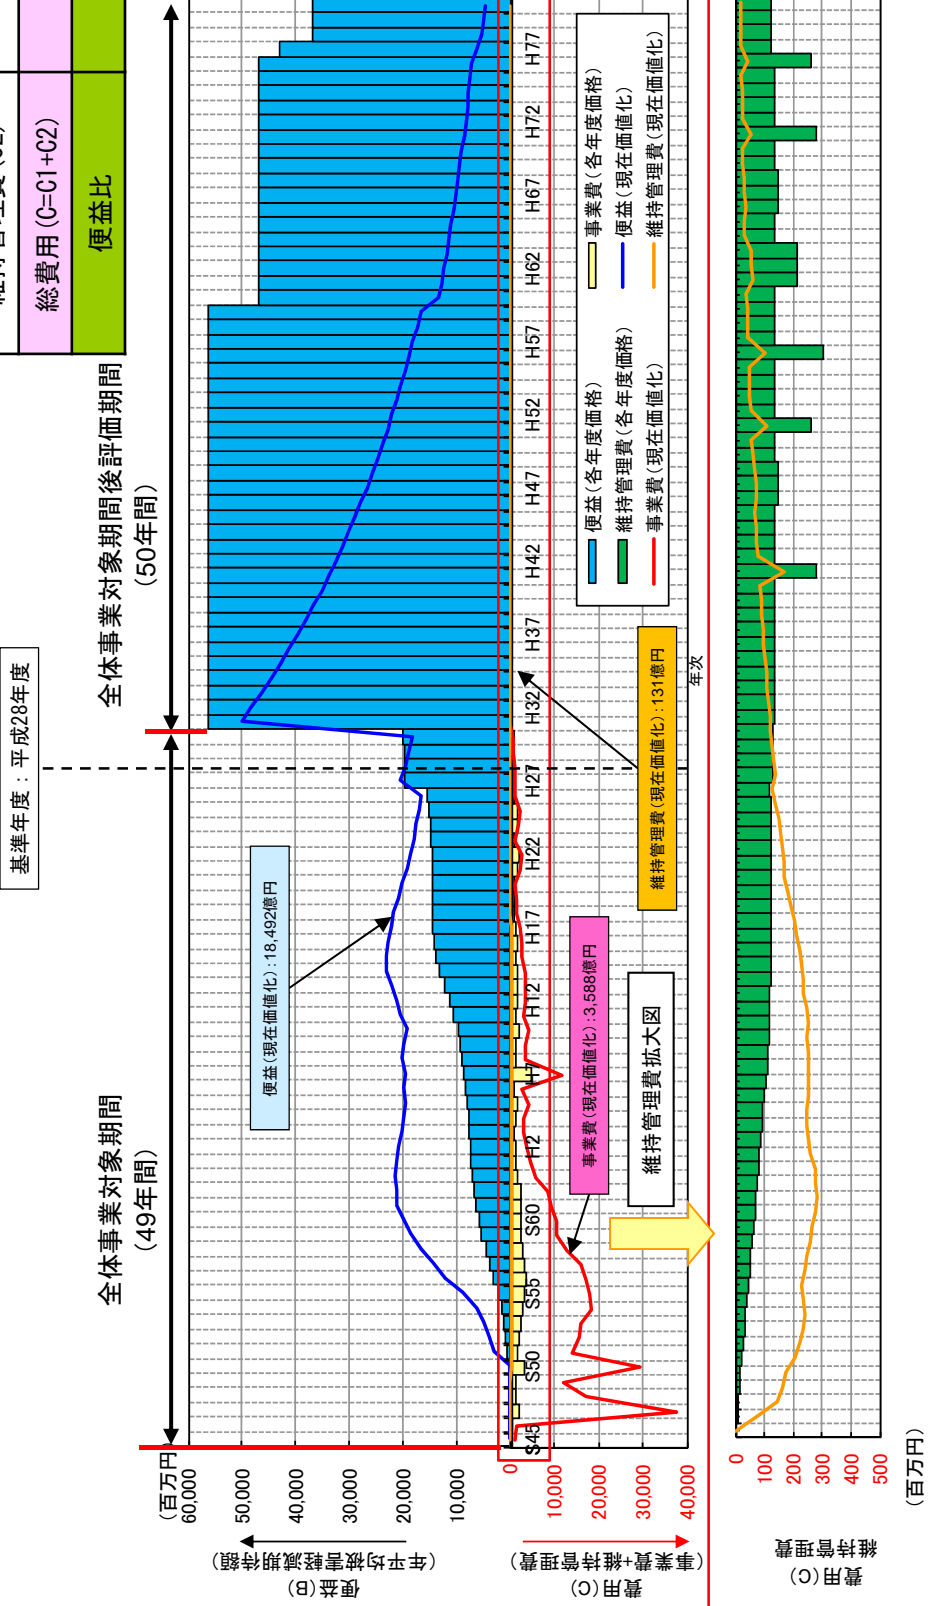 総費用(C=C1+C2)
便益比
基準年度：平成28年度
全体事業対象期間
(49年間)
全体事業対象期間後評価期間
(50年間)
(百万円)
60,000
50,000
40,000
30,000
20,000
10,000
0
10,000
20,000
30,000
40,000
便益(B)
(年平均被害軽減期待額)
費用(C)
(事業費+維持管理費)
S45
S50
S55
S60
H2
H7
H12
H17
H22
H27
H32
H37
H42
H47
H52
H57
H62
H67
H72
H77
年次
便益(現在価値化):18,492億円
事業費(現在価値化):3,588億円
維持管理費(現在価値化):131億円
便益(各年度価格)
事業費(各年度価格)
維持管理費(各年度価格)
便益(現在価値化)
事業費(現在価値化)
維持管理費(現在価値化)
維持管理費拡大図
0
100
200
300
400
500
(百万円)
費用(C)
維持管理費